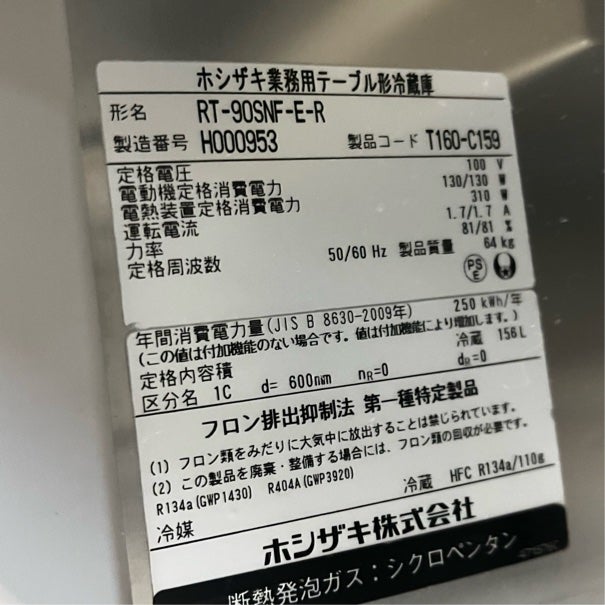 ホシザキ業務用テーブル形冷蔵庫
形名 RT-90SNF-E-R
製造番号 H000953 製品コード T160-C159
定格電圧 100 V
電動機定格消費電力 130/130 W
電熱装置定格消費電力 310 W
運転電流 1.7/1.7 A
力率 81/81 %
定格周波数 50/60 Hz 製品質量 64 kg
PS
E
年間消費電力量(JIS B 8630-2009年) 250 kWh/年
(この値は付加機能のない場合です。値は付加機能により増加します。)
定格内容積 冷蔵 156 L
区分名 1C d= 600mm nR=0 dR=0
フロン排出抑制法 第一種特定製品
(1) フロン類をみだりに大気中に放出することは禁じられています。
(2) この製品を廃棄・整備する場合には、フロン類の回収が必要です。
R134a(GWP1430) R404A(GWP3920)
冷媒 冷蔵 HFC R134a/110g
ホシザキ株式会社
断熱発泡ガス：シクロペンタン